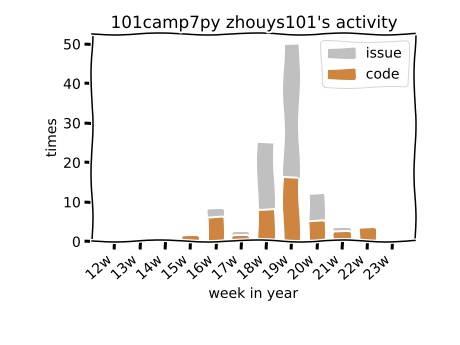 101camp7py zhouys101's activity
issue
code
50
40
30
20
10
0
times
12w 13w 14w 15w 16w 17w 18w 19w 20w 21w 22w 23w
week in year